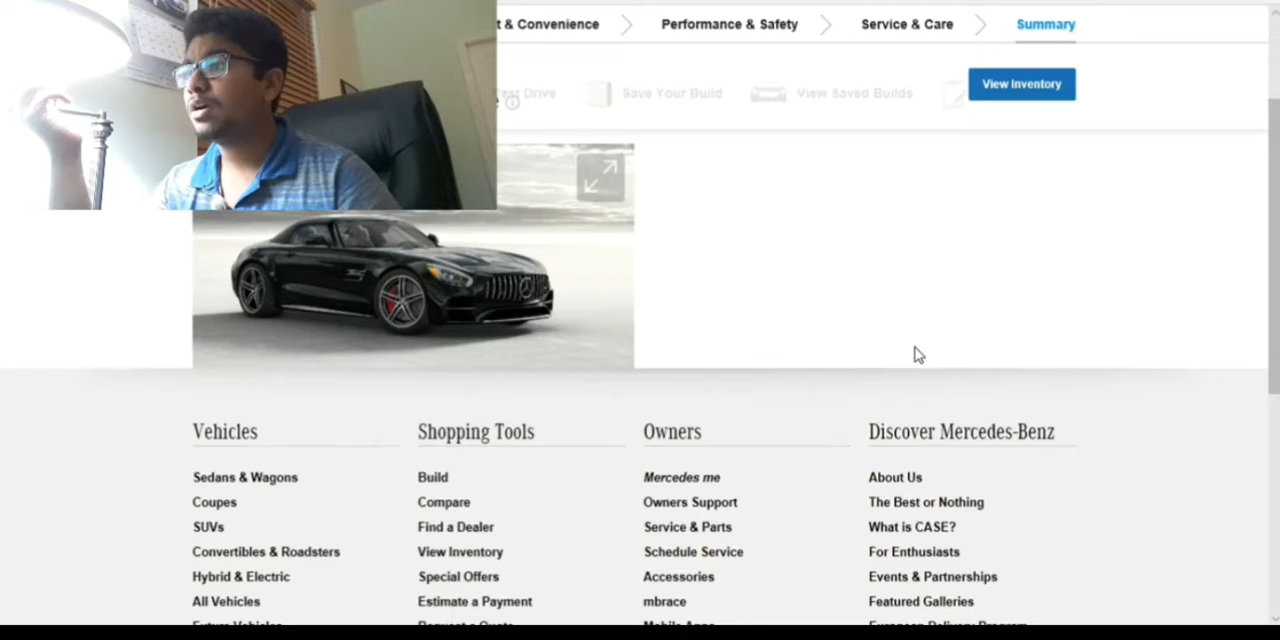 t & Convenience Performance & Safety Service & Care Summary
Test Drive Save Your Build View Saved Builds View Inventory
Vehicles Shopping Tools Owners Discover Mercedes-Benz
Sedans & Wagons Build Mercedes me About Us
Coupes Compare Owners Support The Best or Nothing
SUVs Find a Dealer Service & Parts What is CASE?
Convertibles & Roadsters View Inventory Schedule Service For Enthusiasts
Hybrid & Electric Special Offers Accessories Events & Partnerships
All Vehicles Estimate a Payment mbrace Featured Galleries
Future Vehicles Request a Quote Mobile Apps European Delivery Program